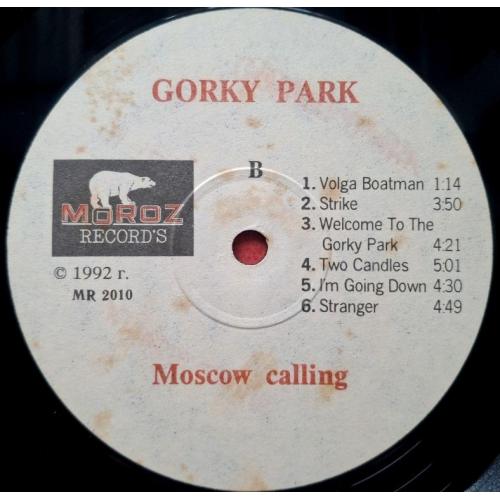 GORKY PARK
B
MOROZ
RECORD'S
© 1992 г.
MR 2010
1. Volga Boatman 1:14
2. Strike 3:50
3. Welcome To The
Gorky Park 4:21
4. Two Candles 5:01
5. I'm Going Down 4:30
6. Stranger 4:49
Moscow calling